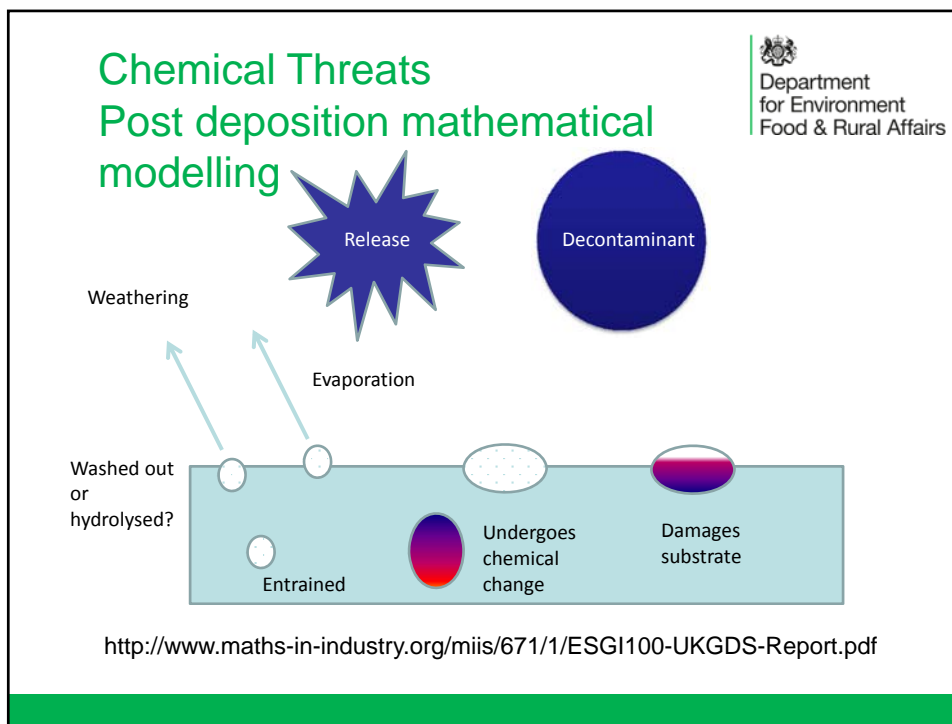 Chemical Threats
Post deposition mathematical
modelling
Department
for Environment
Food & Rural Affairs
Release
Decontaminant
Weathering
Evaporation
Washed out
or
hydrolysed?
Entrained
Undergoes
chemical
change
Damages
substrate
http://www.maths-in-industry.org/miis/671/1/ESGI100-UKGDS-Report.pdf